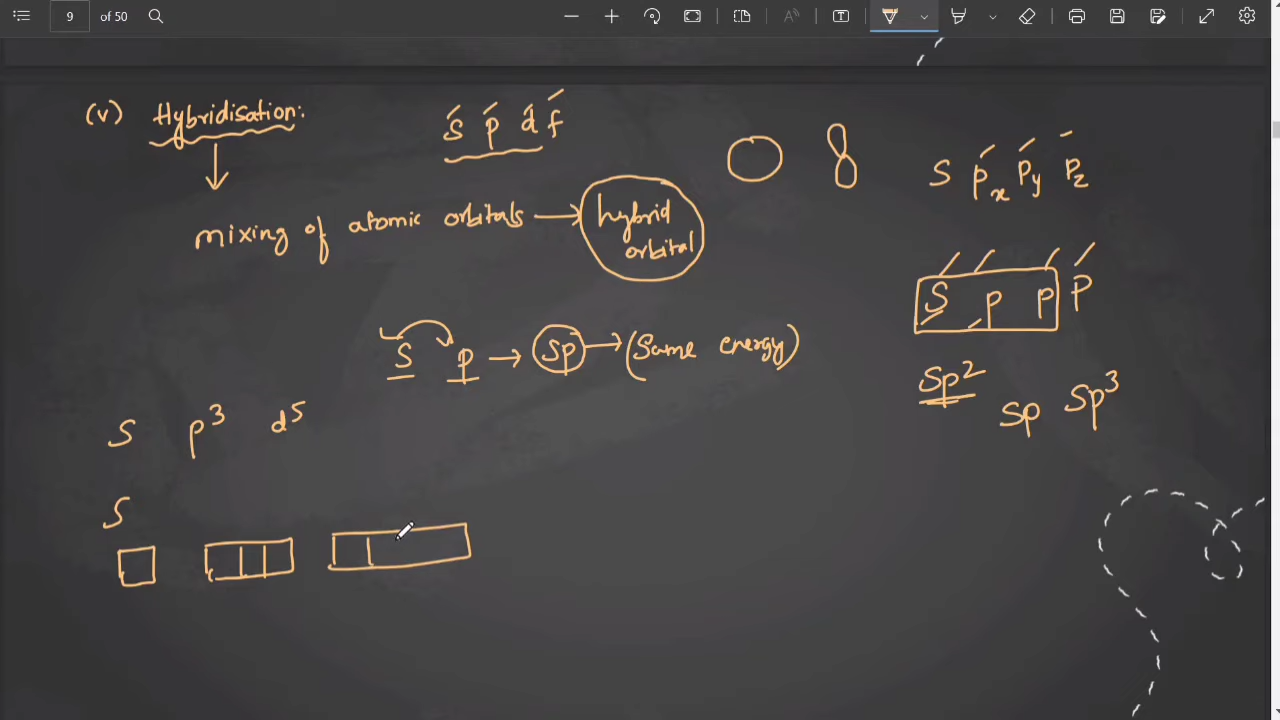 9 of 50
(v) Hybridisation:
s p d f
s px py pz
mixing of atomic orbitals → hybrid orbital
s p p p
s p → sp → (Same energy)
sp² sp sp³
s p³ d⁵
s